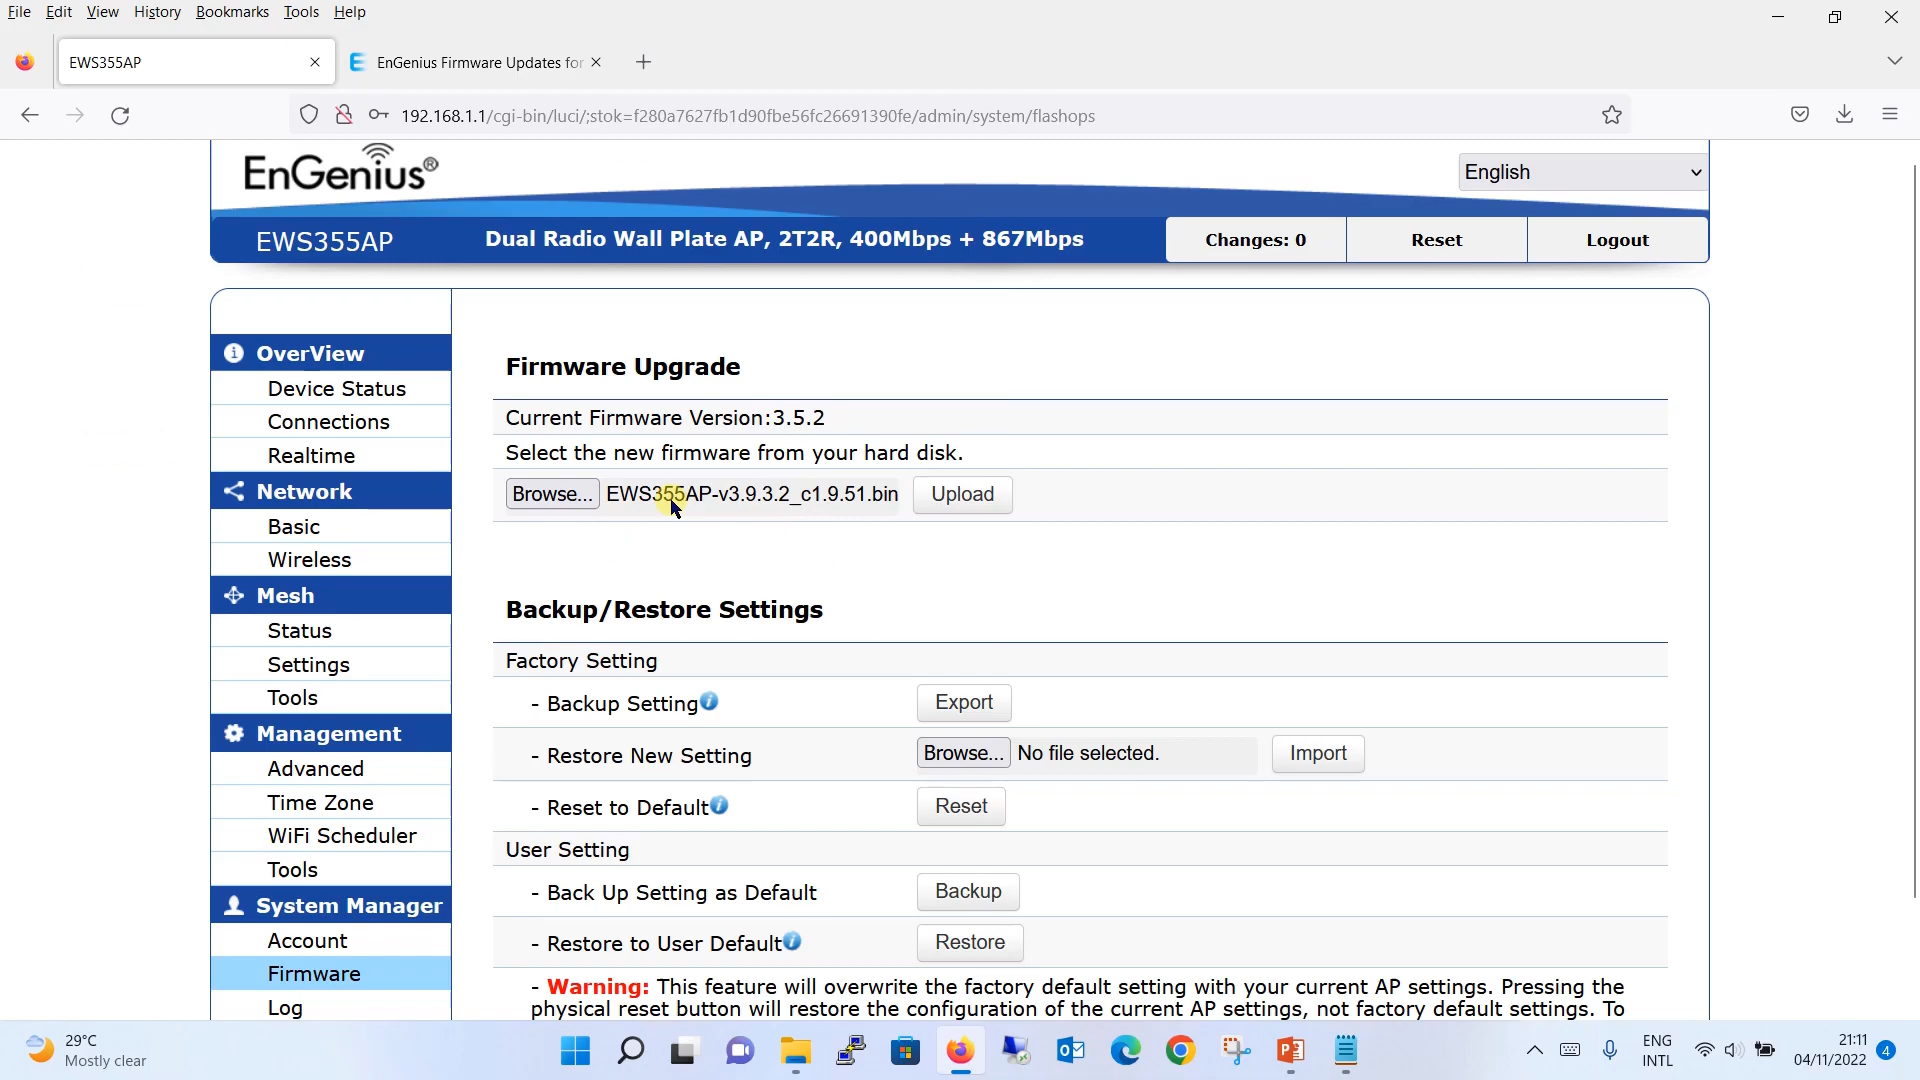 File Edit View History Bookmarks Tools Help
EWS355AP
EnGenius Firmware Updates for
192.168.1.1/cgi-bin/luci/;stok=f280a7627fb1d90fbe56fc26691390fe/admin/system/flashops
EnGenius®
English
EWS355AP
Dual Radio Wall Plate AP, 2T2R, 400Mbps + 867Mbps
Changes: 0
Reset
Logout
OverView
Device Status
Connections
Realtime
Network
Basic
Wireless
Mesh
Status
Settings
Tools
Management
Advanced
Time Zone
WiFi Scheduler
Tools
System Manager
Account
Firmware
Log
Firmware Upgrade
Current Firmware Version:3.5.2
Select the new firmware from your hard disk.
Browse... EWS355AP-v3.9.3.2_c1.9.51.bin Upload
Backup/Restore Settings
Factory Setting
- Backup Setting Export
- Restore New Setting Browse... No file selected. Import
- Reset to Default Reset
User Setting
- Back Up Setting as Default Backup
- Restore to User Default Restore
- Warning: This feature will overwrite the factory default setting with your current AP settings. Pressing the
physical reset button will restore the configuration of the current AP settings, not factory default settings. To
29°C
Mostly clear
ENG
INTL
21:11
04/11/2022
4